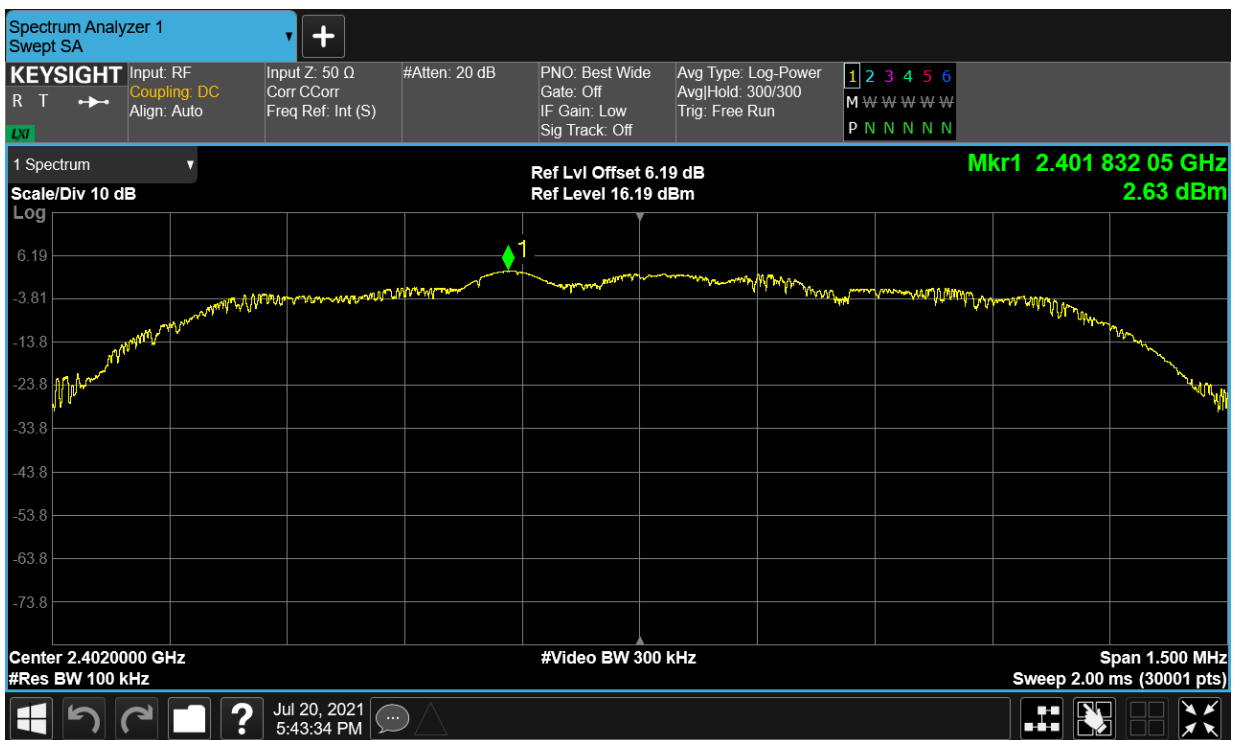 Spectrum Analyzer 1
Swept SA
KEYSIGHT
R T
LXI
Input: RF
Coupling: DC
Align: Auto
Input Z: 50 Ω
Corr CCorr
Freq Ref: Int (S)
#Atten: 20 dB
PNO: Best Wide
Gate: Off
IF Gain: Low
Sig Track: Off
Avg Type: Log-Power
Avg|Hold: 300/300
Trig: Free Run
1 2 3 4 5 6
M W W W W W
P N N N N N
1 Spectrum
Scale/Div 10 dB
Log
Ref Lvl Offset 6.19 dB
Ref Level 16.19 dBm
Mkr1 2.401 832 05 GHz
2.63 dBm
1
6.19
-3.81
-13.8
-23.8
-33.8
-43.8
-53.8
-63.8
-73.8
Center 2.4020000 GHz
#Res BW 100 kHz
#Video BW 300 kHz
Span 1.500 MHz
Sweep 2.00 ms (30001 pts)
?
Jul 20, 2021
5:43:34 PM